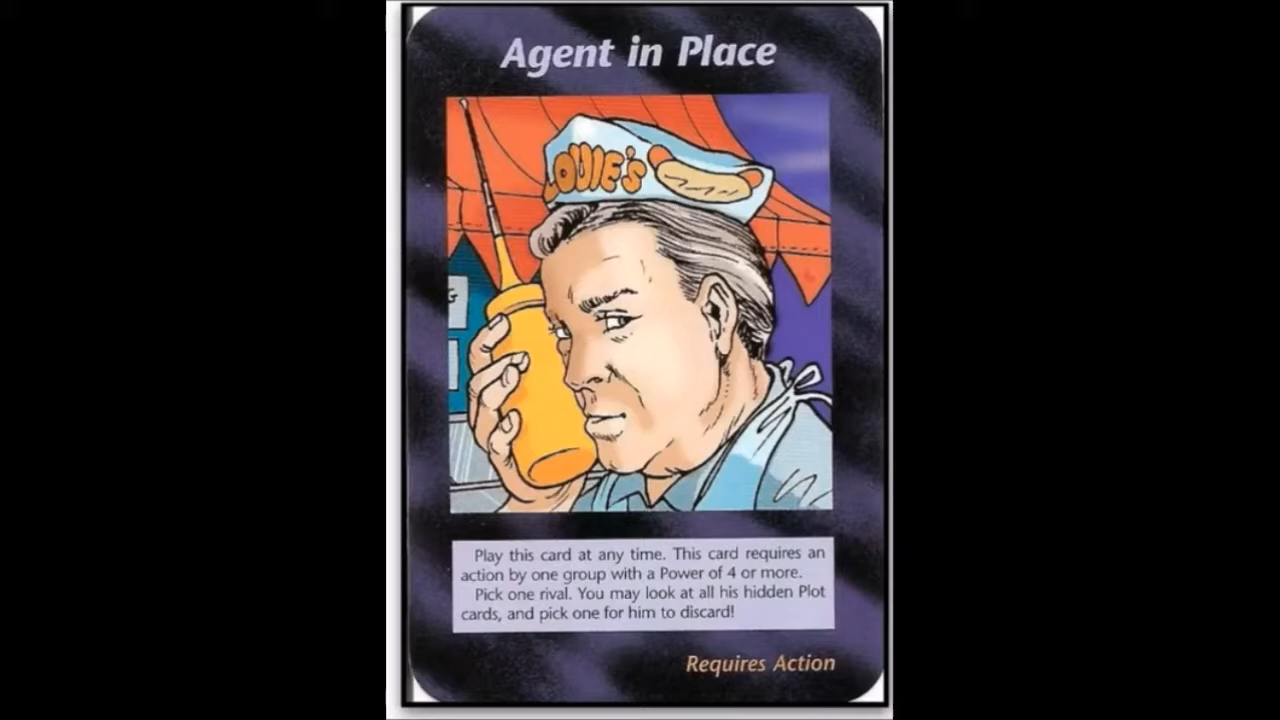 Agent in Place
LOUIE'S
Play this card at any time. This card requires an
action by one group with a Power of 4 or more.
Pick one rival. You may look at all his hidden Plot
cards, and pick one for him to discard!
Requires Action